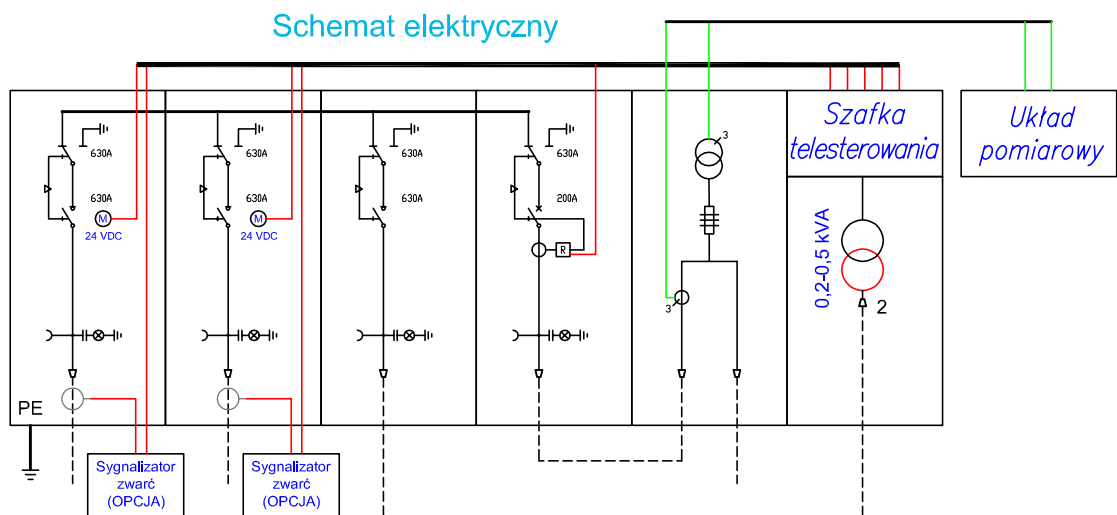 Schemat elektryczny
630A
630A
M
24 VDC
PE
Sygnalizator
zwarć
(OPCJA)
630A
630A
M
24 VDC
Sygnalizator
zwarć
(OPCJA)
630A
630A
630A
200A
R
3
3
Szafka
telesterowania
0,2-0,5 kVA
2
Układ
pomiarowy